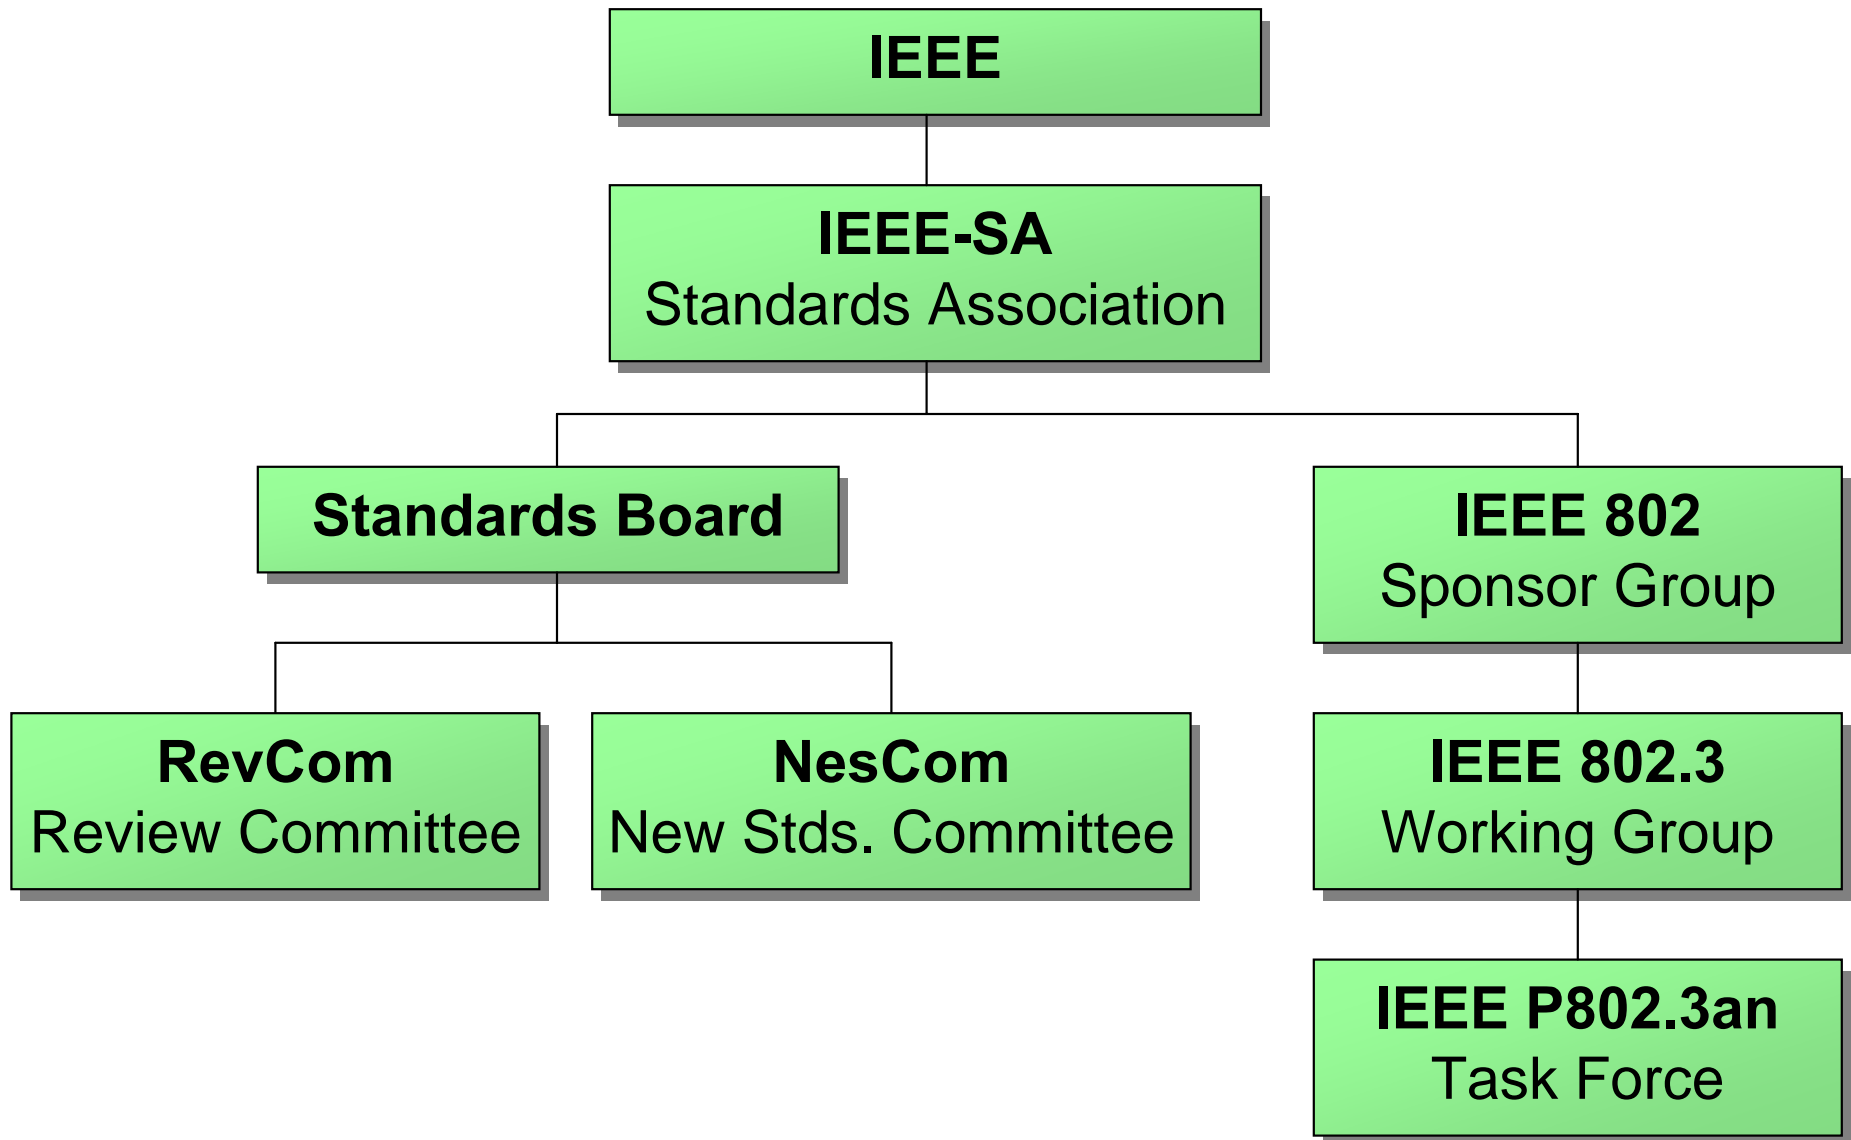 IEEE
IEEE-SA
Standards Association
Standards Board
IEEE 802
Sponsor Group
RevCom
Review Committee
NesCom
New Stds. Committee
IEEE 802.3
Working Group
IEEE P802.3an
Task Force